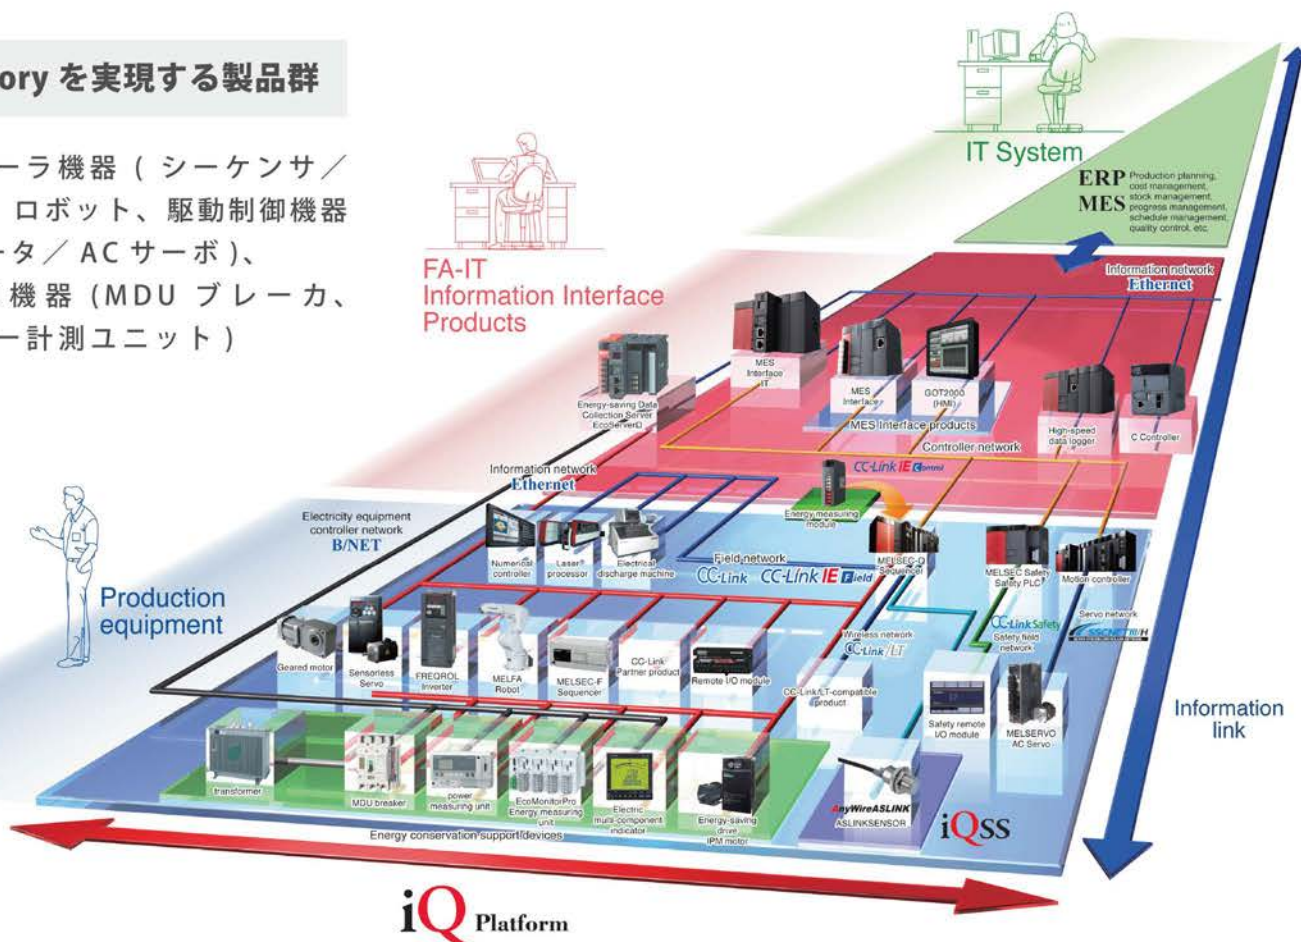 ory を実現する製品群
ーラ機器 ( シーケンサ／
ロボット、駆動制御機器
ータ／ AC サーボ )、
機器 (MDU ブレーカ、
ー計測ユニット )
IT System
ERP
MES
Production planning,
cost management,
stock management,
progress management,
schedule management,
quality control, etc.
FA-IT
Information Interface
Products
Information network
Ethernet
MES
Interface
IT
MES
Interface
GOT2000
(HMI)
MES Interface products
Energy-saving Data
Collection Server
EcoServerⅡ
High-speed
data logger
C Controller
Controller network
CC-Link IE Control
Information network
Ethernet
Energy measuring
module
Electricity equipment
controller network
B/NET
Numerical
controller
Laser
processor
Electrical
discharge machine
Field network
CC-Link CC-Link IE Field
MELSEC-Q
Sequencer
MELSEC Safety
Safety PLC
Motion controller
Production
equipment
Geared motor
Sensorless
Servo
FREQROL
Inverter
MELFA
Robot
MELSEC-F
Sequencer
CC-Link
Partner product
Remote I/O module
Wireless network
CC-Link/LT
CC-Link Safety
Safety field
network
Servo network
SSCNETⅢ/H
CC-Link/LT-compatible
product
Safety remote
I/O module
MELSERVO
AC Servo
Information
link
transformer
MDU breaker
power
measuring unit
EcoMonitorPro
Energy measuring
unit
Electric
multi-component
indicator
Energy-saving
drive
IPM motor
AnyWireASLINK
ASLINKSENSOR
iQSS
Energy conservation support devices
iQ Platform